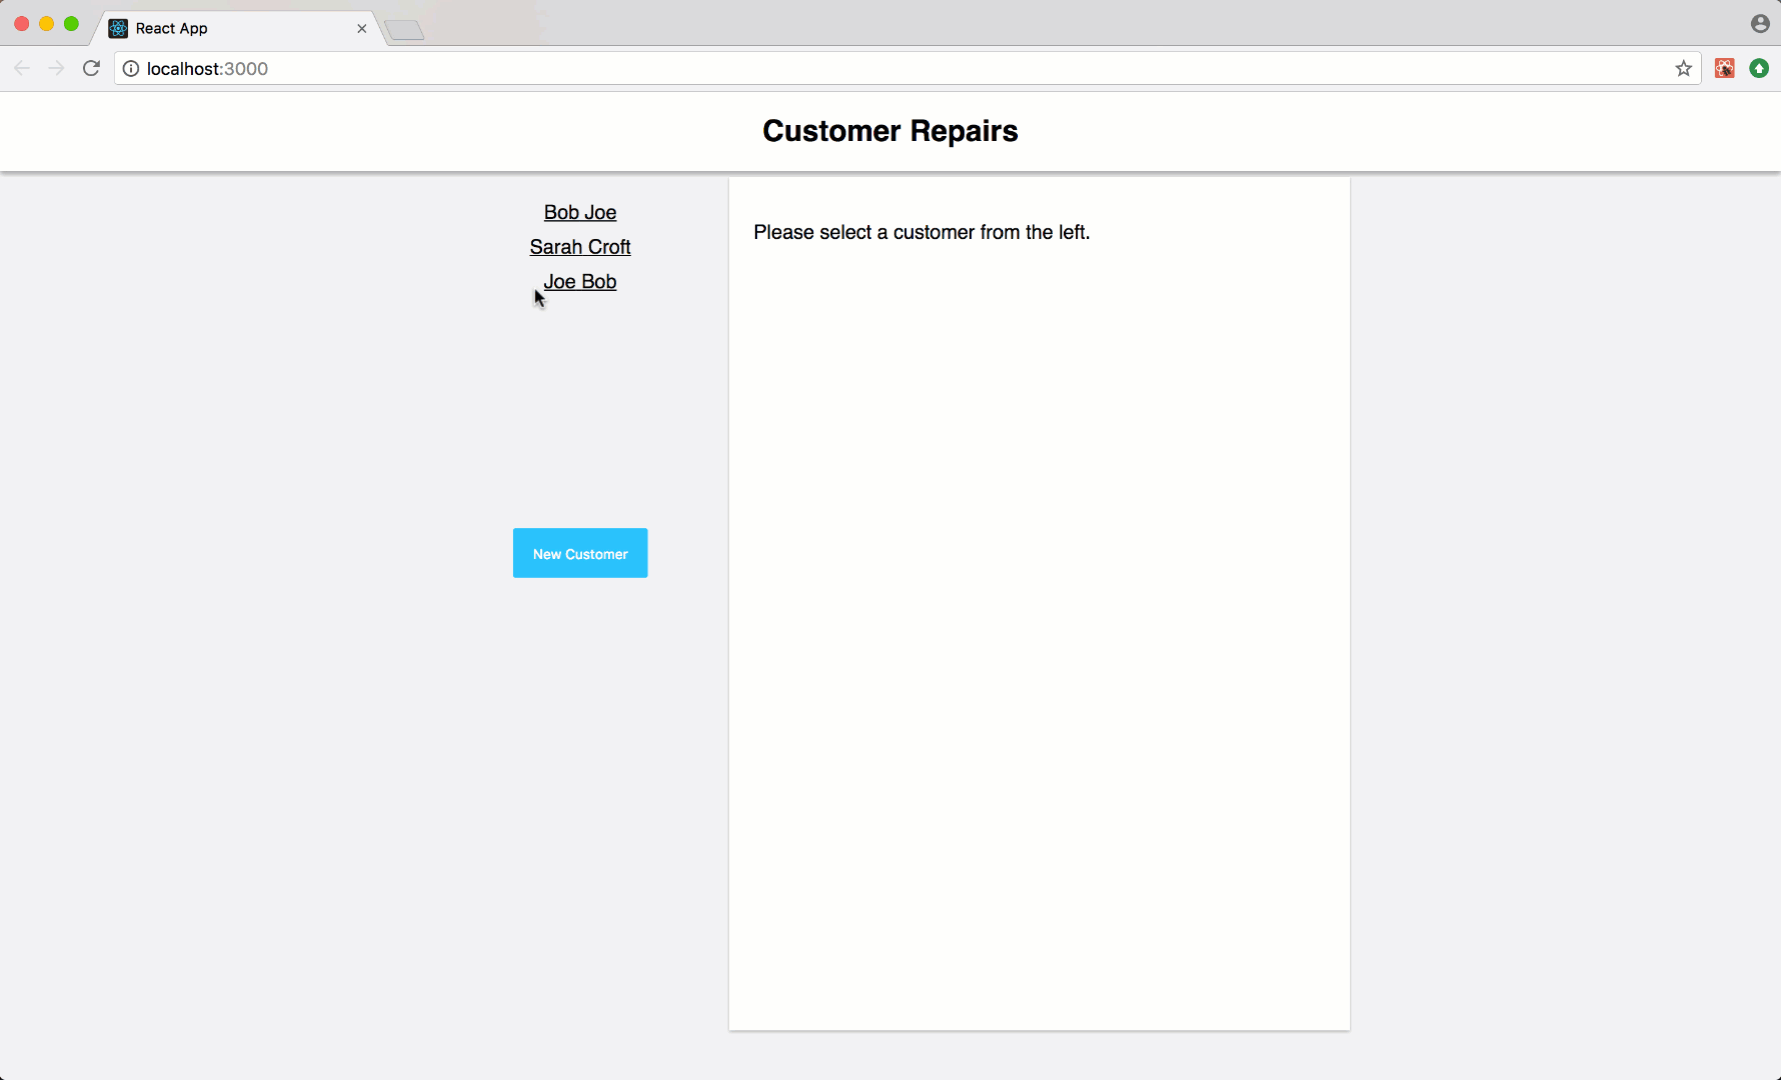 React App
localhost:3000
Customer Repairs
Bob Joe
Sarah Croft
Joe Bob
New Customer
Please select a customer from the left.